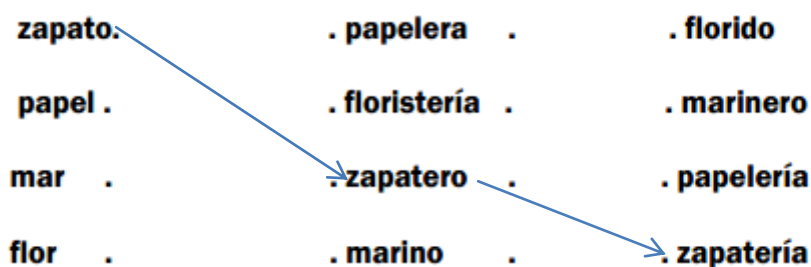 zapato. . papelera . . florido
papel . . floristería . . marinero
mar . . zapatero . . papelería
flor . . marino . . zapatería